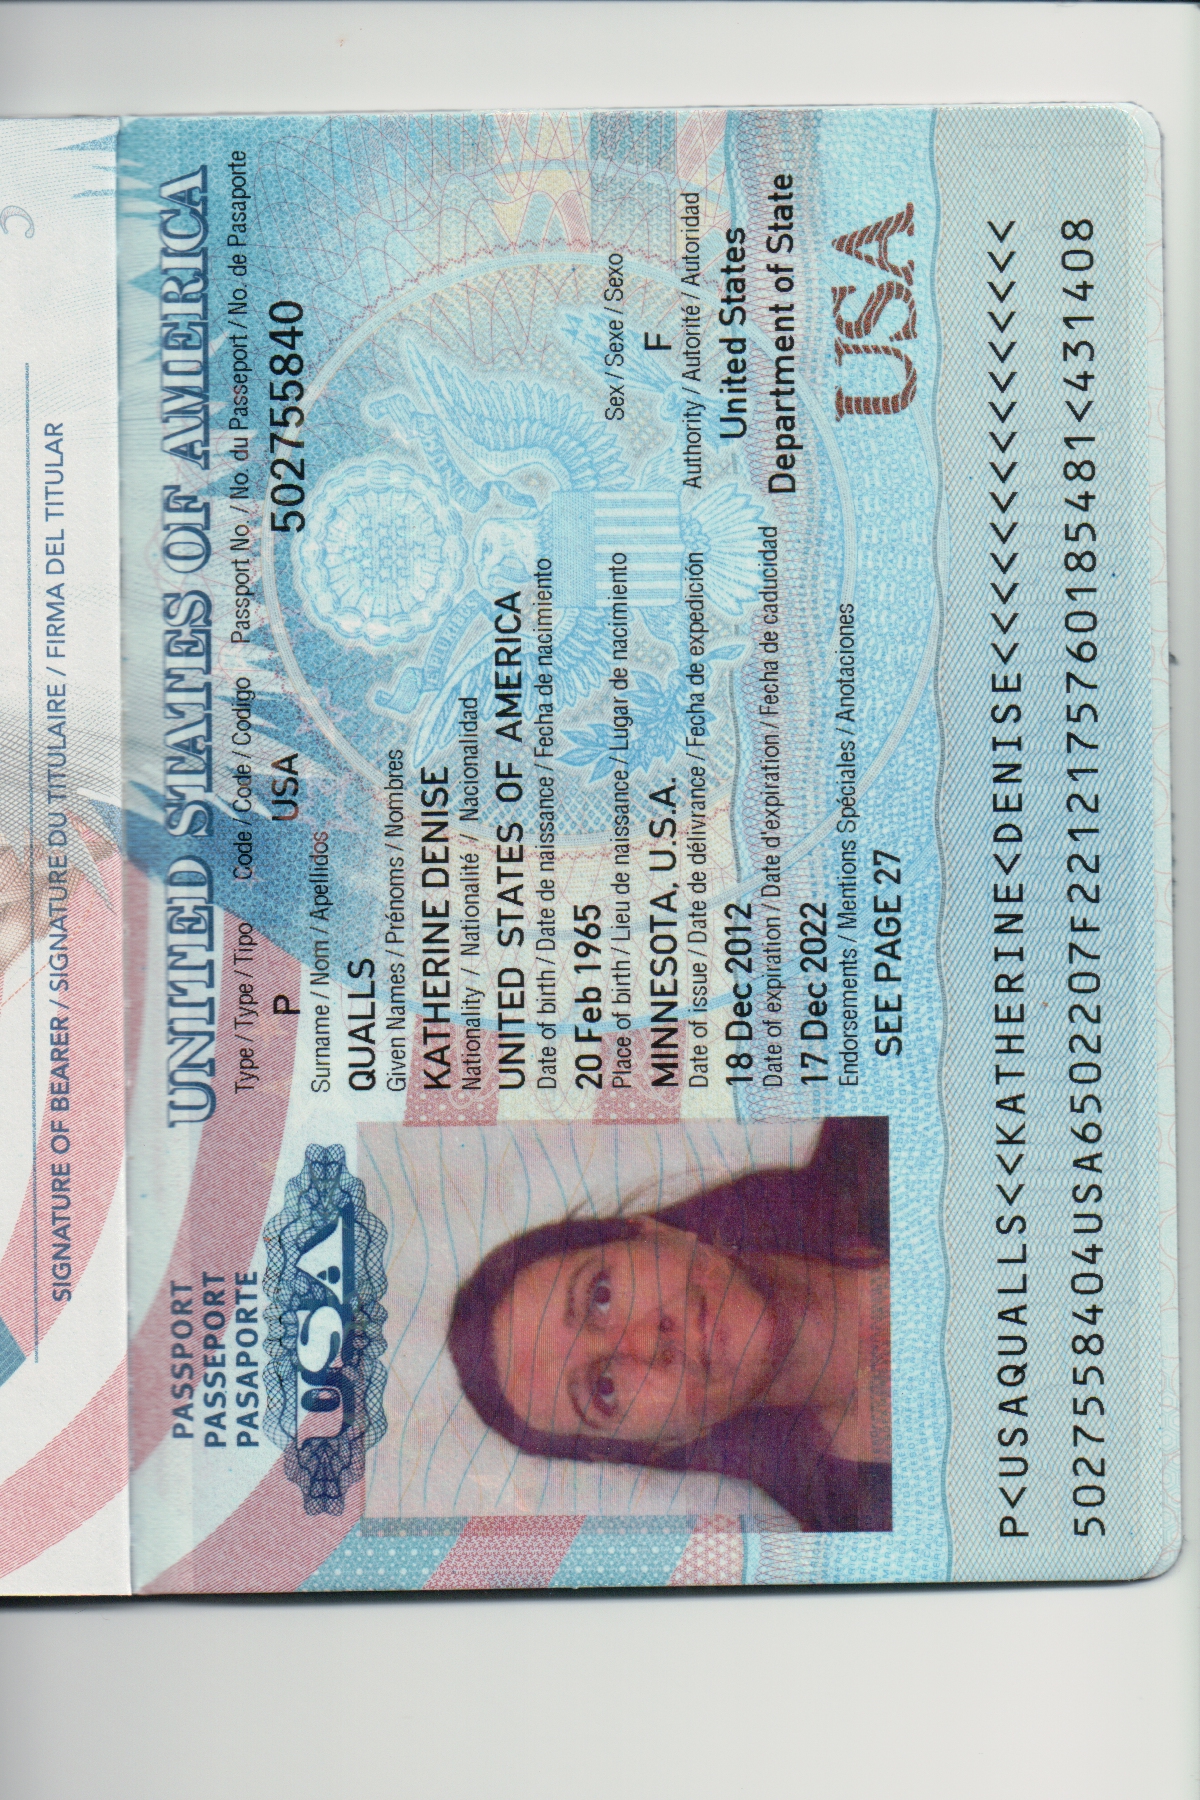 SIGNATURE OF BEARER / SIGNATURE DU TITULAIRE / FIRMA DEL TITULAR
PASSPORT
PASSEPORT
PASAPORTE
USA
UNITED STATES OF AMERICA
Type / Type / Tipo Code / Code / Codigo Passport No. / No. du Passeport / No. de Pasaporte
P USA 502755840
Surname / Nom / Apellidos
QUALLS
Given Names / Prénoms / Nombres
KATHERINE DENISE
Nationality / Nationalité / Nacionalidad
UNITED STATES OF AMERICA
Date of birth / Date de naissance / Fecha de nacimiento
20 Feb 1965
Place of birth / Lieu de naissance / Lugar de nacimiento Sex / Sexe / Sexo
MINNESOTA, U.S.A. F
Date of issue / Date de délivrance / Fecha de expedición Authority / Autorité / Autoridad
18 Dec 2012 United States
Date of expiration / Date d'expiration / Fecha de caducidad Department of State
17 Dec 2022
Endorsements / Mentions Spéciales / Anotaciones
SEE PAGE 27
USA
P<USAQUALLS<<KATHERINE<DENISE<<<<<<<<<<<<<<<
5027558404USA6502207F2212175760185481<431408